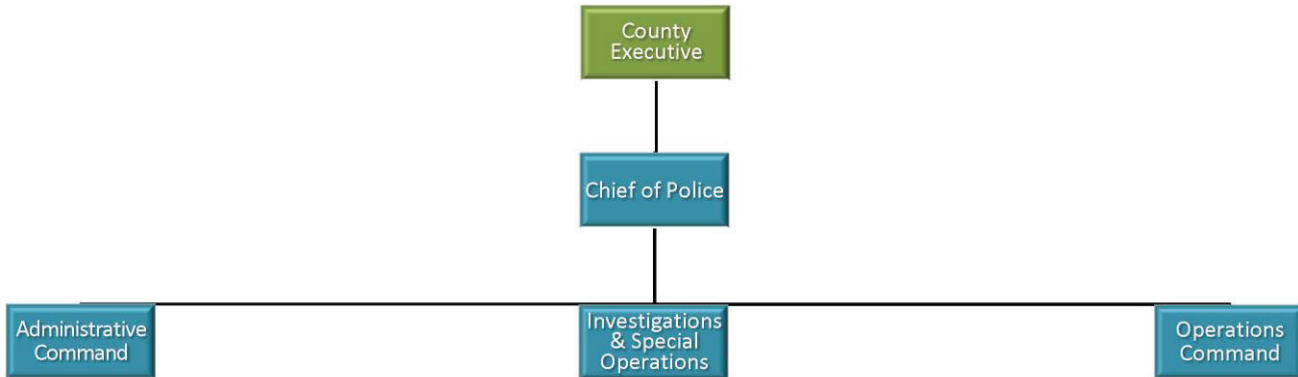 County
Executive
Chief of Police
Administrative
Command
Investigations
& Special
Operations
Operations
Command